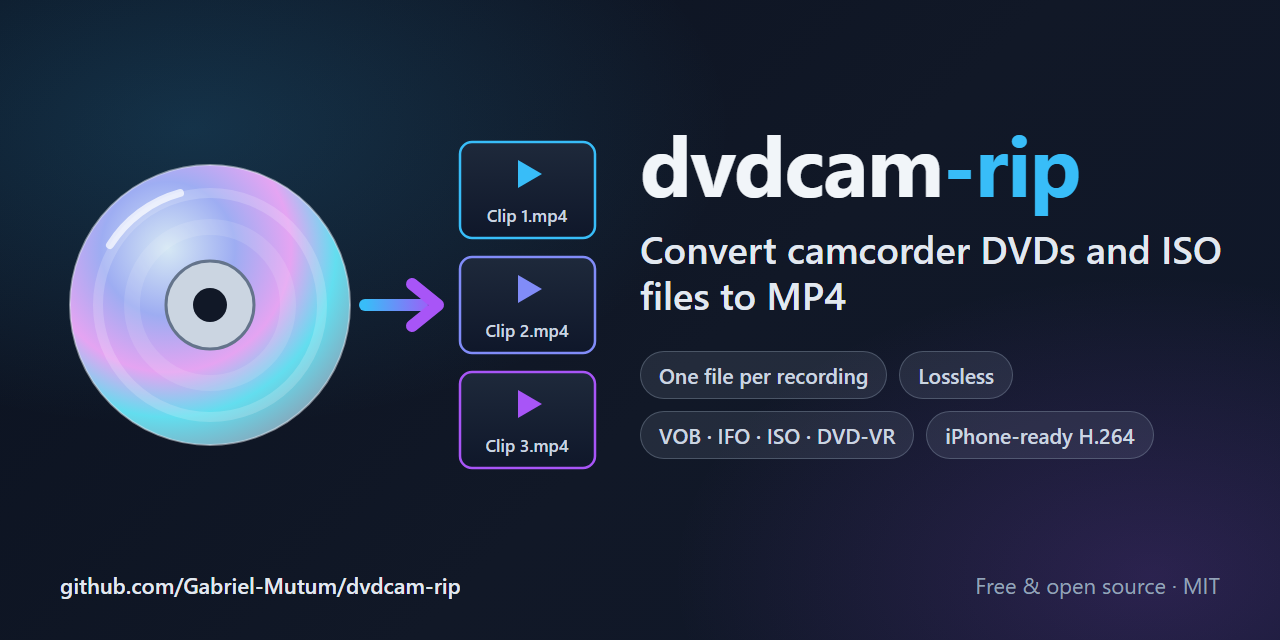 Clip 1.mp4
Clip 2.mp4
Clip 3.mp4
dvdcam-rip
Convert camcorder DVDs and ISO
files to MP4
One file per recording
Lossless
VOB · IFO · ISO · DVD-VR
iPhone-ready H.264
github.com/Gabriel-Mutum/dvdcam-rip
Free & open source · MIT